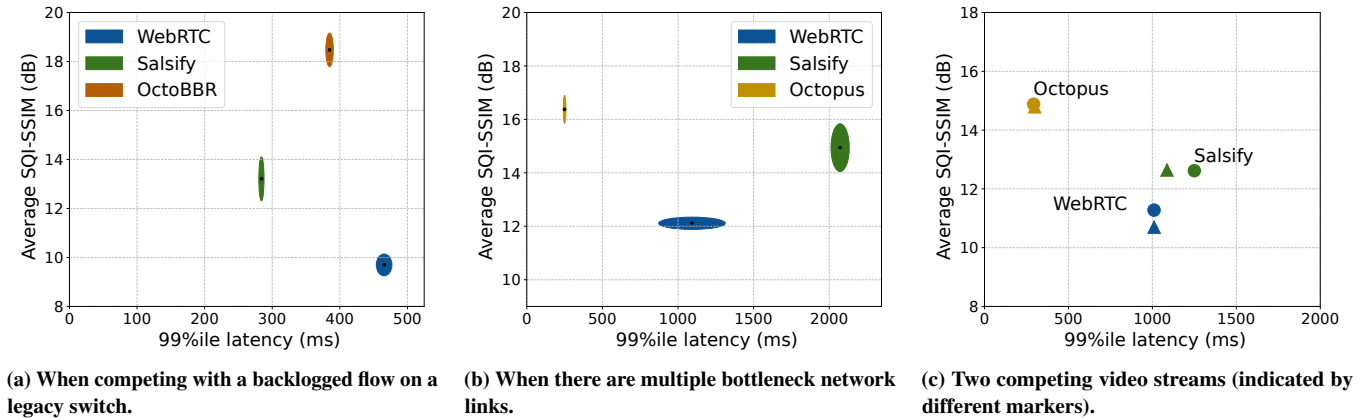 20
18
16
14
12
10
8
0
100
200
300
400
500
Average SQI-SSIM (dB)
99%ile latency (ms)
WebRTC
Salsify
OctoBBR
(a) When competing with a backlogged flow on a
legacy switch.
20
18
16
14
12
10
0
500
1000
1500
2000
Average SQI-SSIM (dB)
99%ile latency (ms)
WebRTC
Salsify
Octopus
(b) When there are multiple bottleneck network
links.
18
16
14
12
10
8
0
500
1000
1500
2000
Average SQI-SSIM (dB)
99%ile latency (ms)
Octopus
Salsify
WebRTC
(c) Two competing video streams (indicated by
different markers).